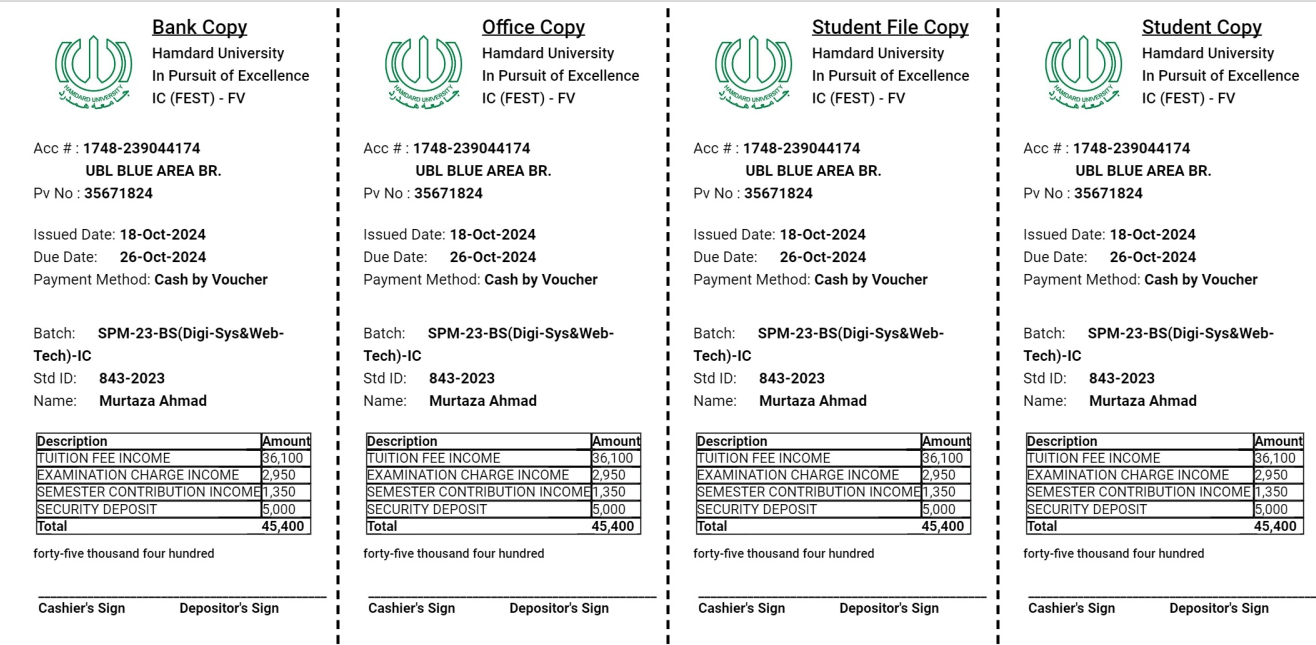 Bank Copy
Hamdard University
In Pursuit of Excellence
IC (FEST) - FV
HAMDARD UNIVERSITY
جامعه همدرد
Acc # : 1748-239044174
UBL BLUE AREA BR.
Pv No : 35671824
Issued Date: 18-Oct-2024
Due Date: 26-Oct-2024
Payment Method: Cash by Voucher
Batch: SPM-23-BS(Digi-Sys&Web-
Tech)-IC
Std ID: 843-2023
Name: Murtaza Ahmad
Description Amount
TUITION FEE INCOME 36,100
EXAMINATION CHARGE INCOME 2,950
SEMESTER CONTRIBUTION INCOME 1,350
SECURITY DEPOSIT 5,000
Total 45,400
forty-five thousand four hundred
Cashier's Sign Depositor's Sign
Office Copy
Hamdard University
In Pursuit of Excellence
IC (FEST) - FV
HAMDARD UNIVERSITY
جامعه همدرد
Acc # : 1748-239044174
UBL BLUE AREA BR.
Pv No : 35671824
Issued Date: 18-Oct-2024
Due Date: 26-Oct-2024
Payment Method: Cash by Voucher
Batch: SPM-23-BS(Digi-Sys&Web-
Tech)-IC
Std ID: 843-2023
Name: Murtaza Ahmad
Description Amount
TUITION FEE INCOME 36,100
EXAMINATION CHARGE INCOME 2,950
SEMESTER CONTRIBUTION INCOME 1,350
SECURITY DEPOSIT 5,000
Total 45,400
forty-five thousand four hundred
Cashier's Sign Depositor's Sign
Student File Copy
Hamdard University
In Pursuit of Excellence
IC (FEST) - FV
HAMDARD UNIVERSITY
جامعه همدرد
Acc # : 1748-239044174
UBL BLUE AREA BR.
Pv No : 35671824
Issued Date: 18-Oct-2024
Due Date: 26-Oct-2024
Payment Method: Cash by Voucher
Batch: SPM-23-BS(Digi-Sys&Web-
Tech)-IC
Std ID: 843-2023
Name: Murtaza Ahmad
Description Amount
TUITION FEE INCOME 36,100
EXAMINATION CHARGE INCOME 2,950
SEMESTER CONTRIBUTION INCOME 1,350
SECURITY DEPOSIT 5,000
Total 45,400
forty-five thousand four hundred
Cashier's Sign Depositor's Sign
Student Copy
Hamdard University
In Pursuit of Excellence
IC (FEST) - FV
HAMDARD UNIVERSITY
جامعه همدرد
Acc # : 1748-239044174
UBL BLUE AREA BR.
Pv No : 35671824
Issued Date: 18-Oct-2024
Due Date: 26-Oct-2024
Payment Method: Cash by Voucher
Batch: SPM-23-BS(Digi-Sys&Web-
Tech)-IC
Std ID: 843-2023
Name: Murtaza Ahmad
Description Amount
TUITION FEE INCOME 36,100
EXAMINATION CHARGE INCOME 2,950
SEMESTER CONTRIBUTION INCOME 1,350
SECURITY DEPOSIT 5,000
Total 45,400
forty-five thousand four hundred
Cashier's Sign Depositor's Sign